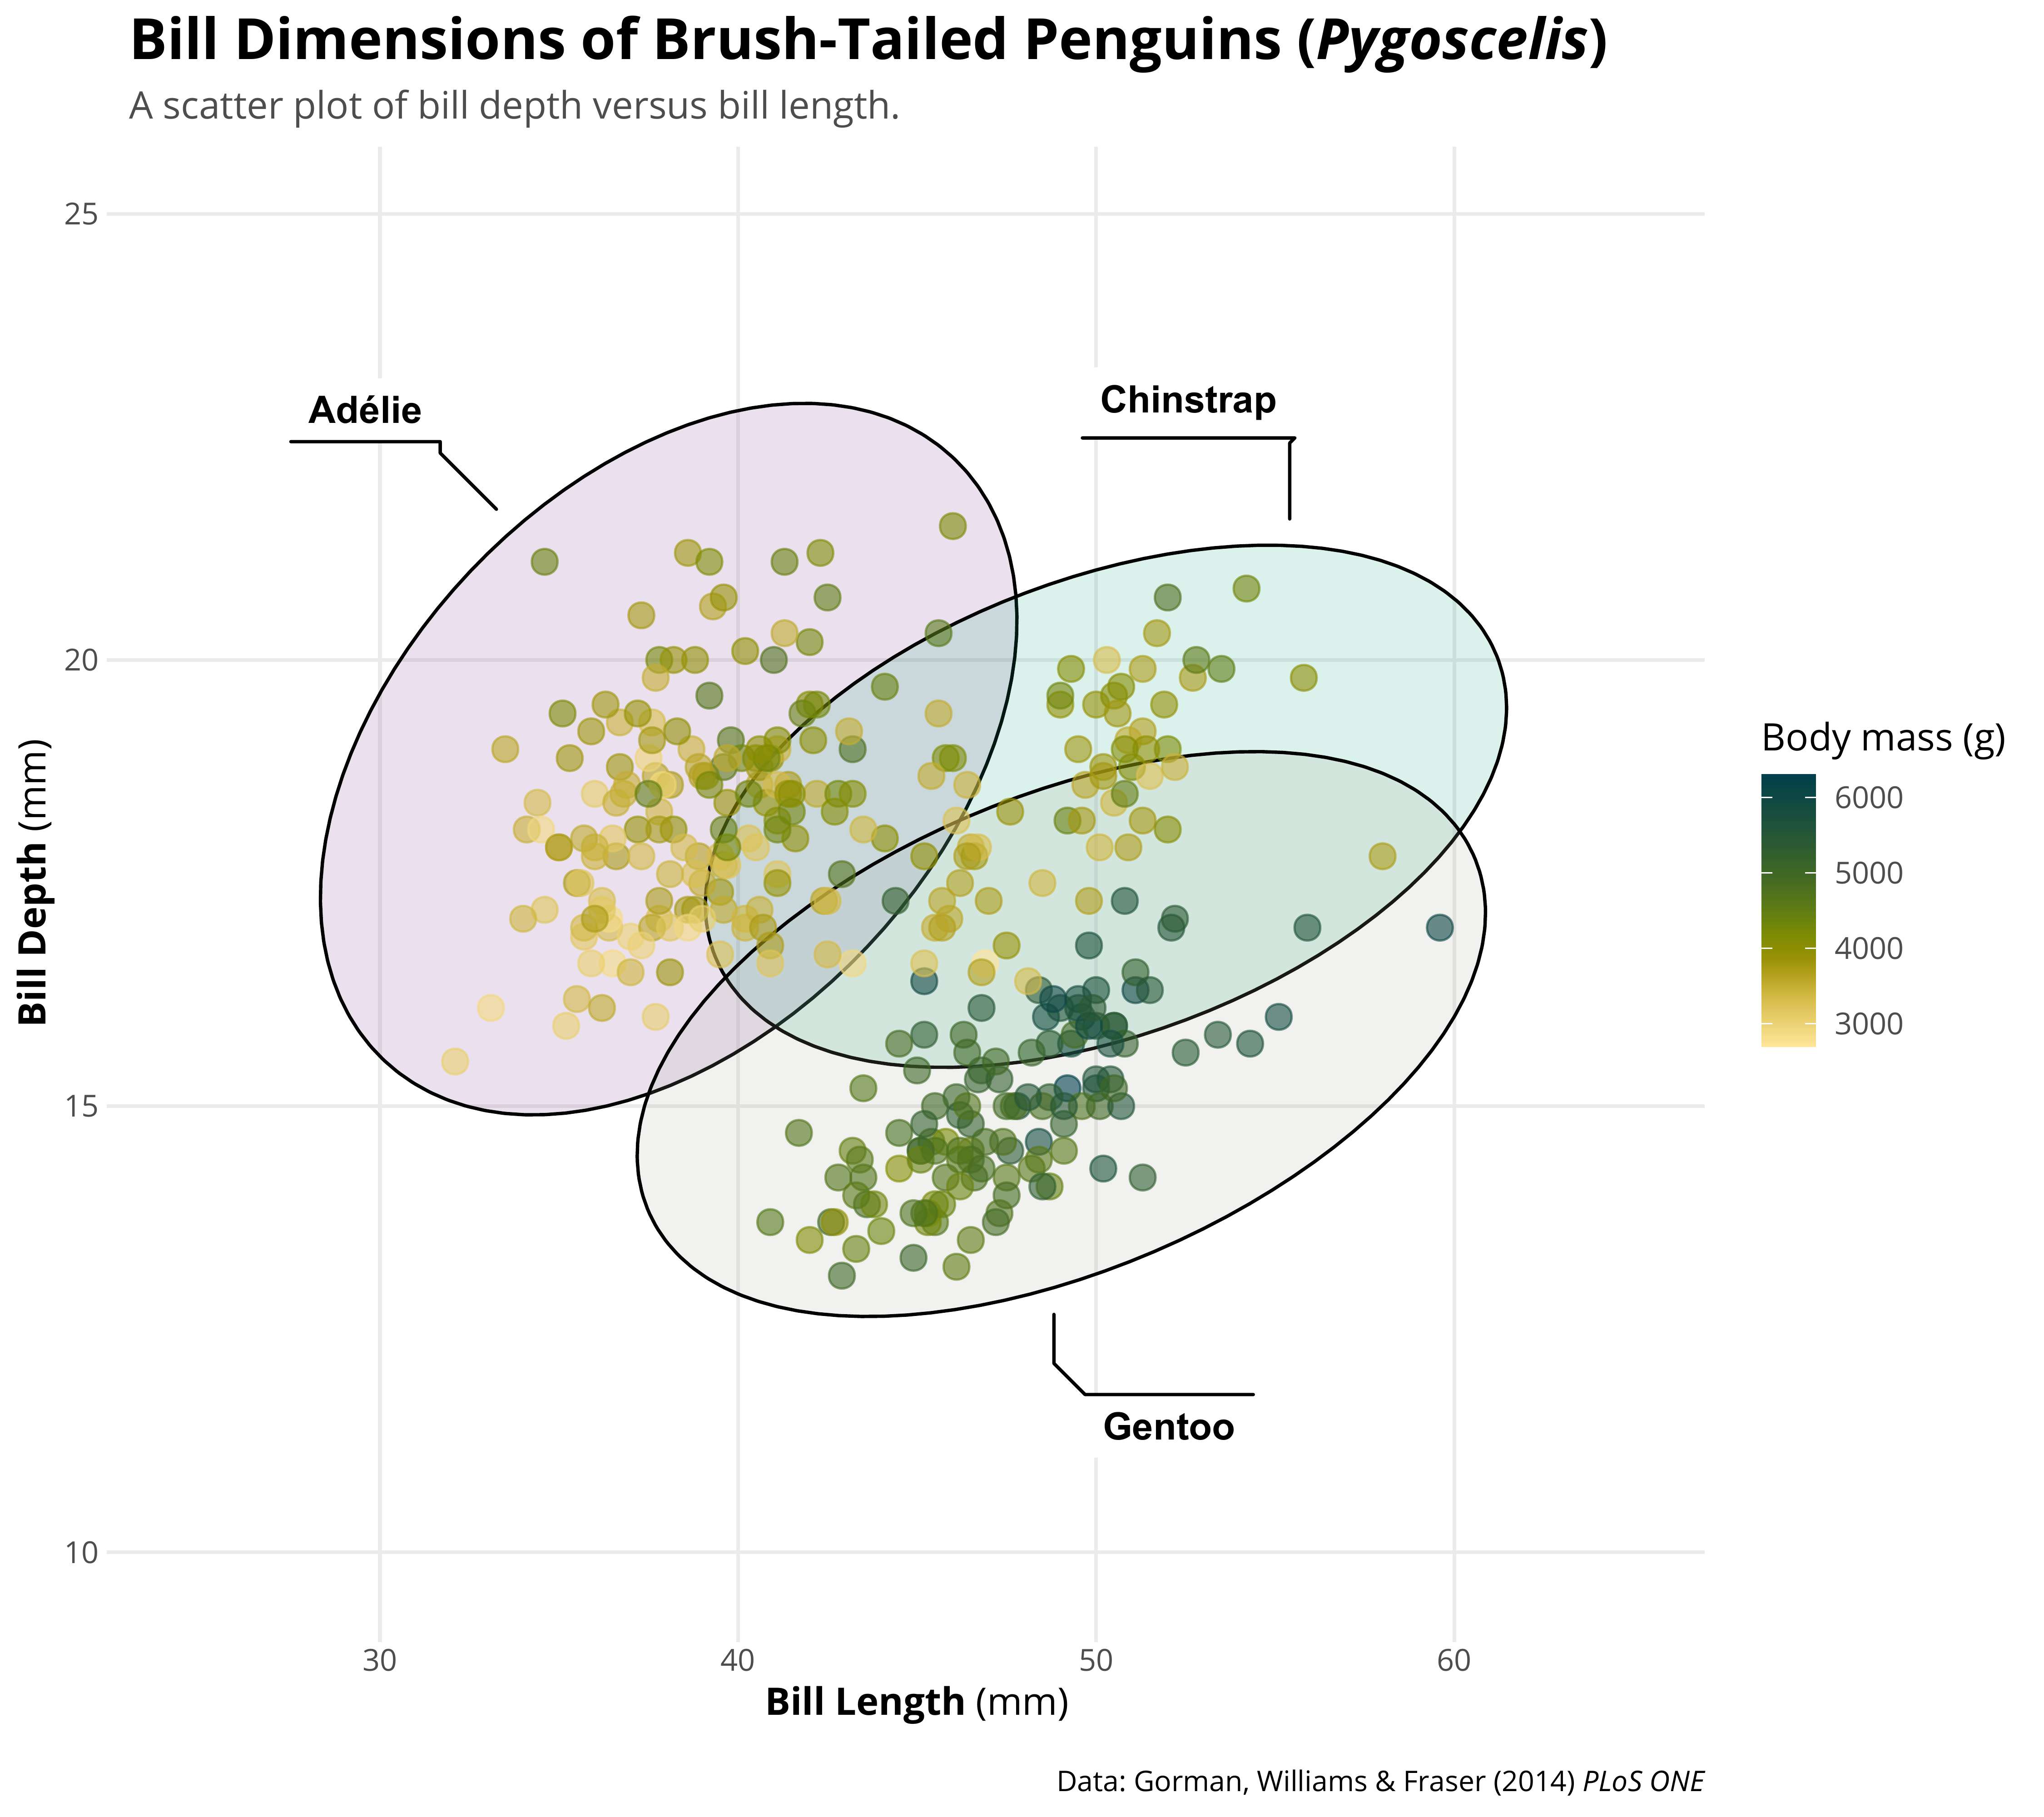 Bill Dimensions of Brush-Tailed Penguins (Pygoscelis)
A scatter plot of bill depth versus bill length.
25
20
15
10
Bill Depth (mm)
Adélie
Chinstrap
Gentoo
30 40 50 60
Bill Length (mm)
Body mass (g)
6000
5000
4000
3000
Data: Gorman, Williams & Fraser (2014) PLoS ONE